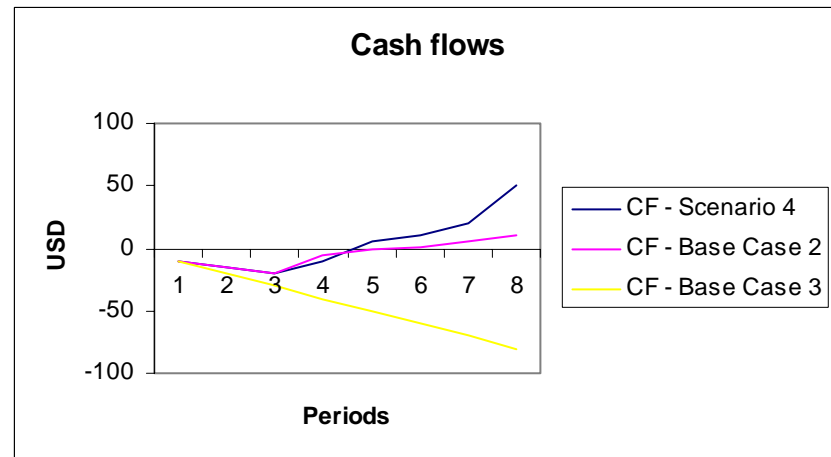 Cash flows
100
50
0
-50
-100
USD
1 2 3 4 5 6 7 8
Periods
CF - Scenario 4
CF - Base Case 2
CF - Base Case 3